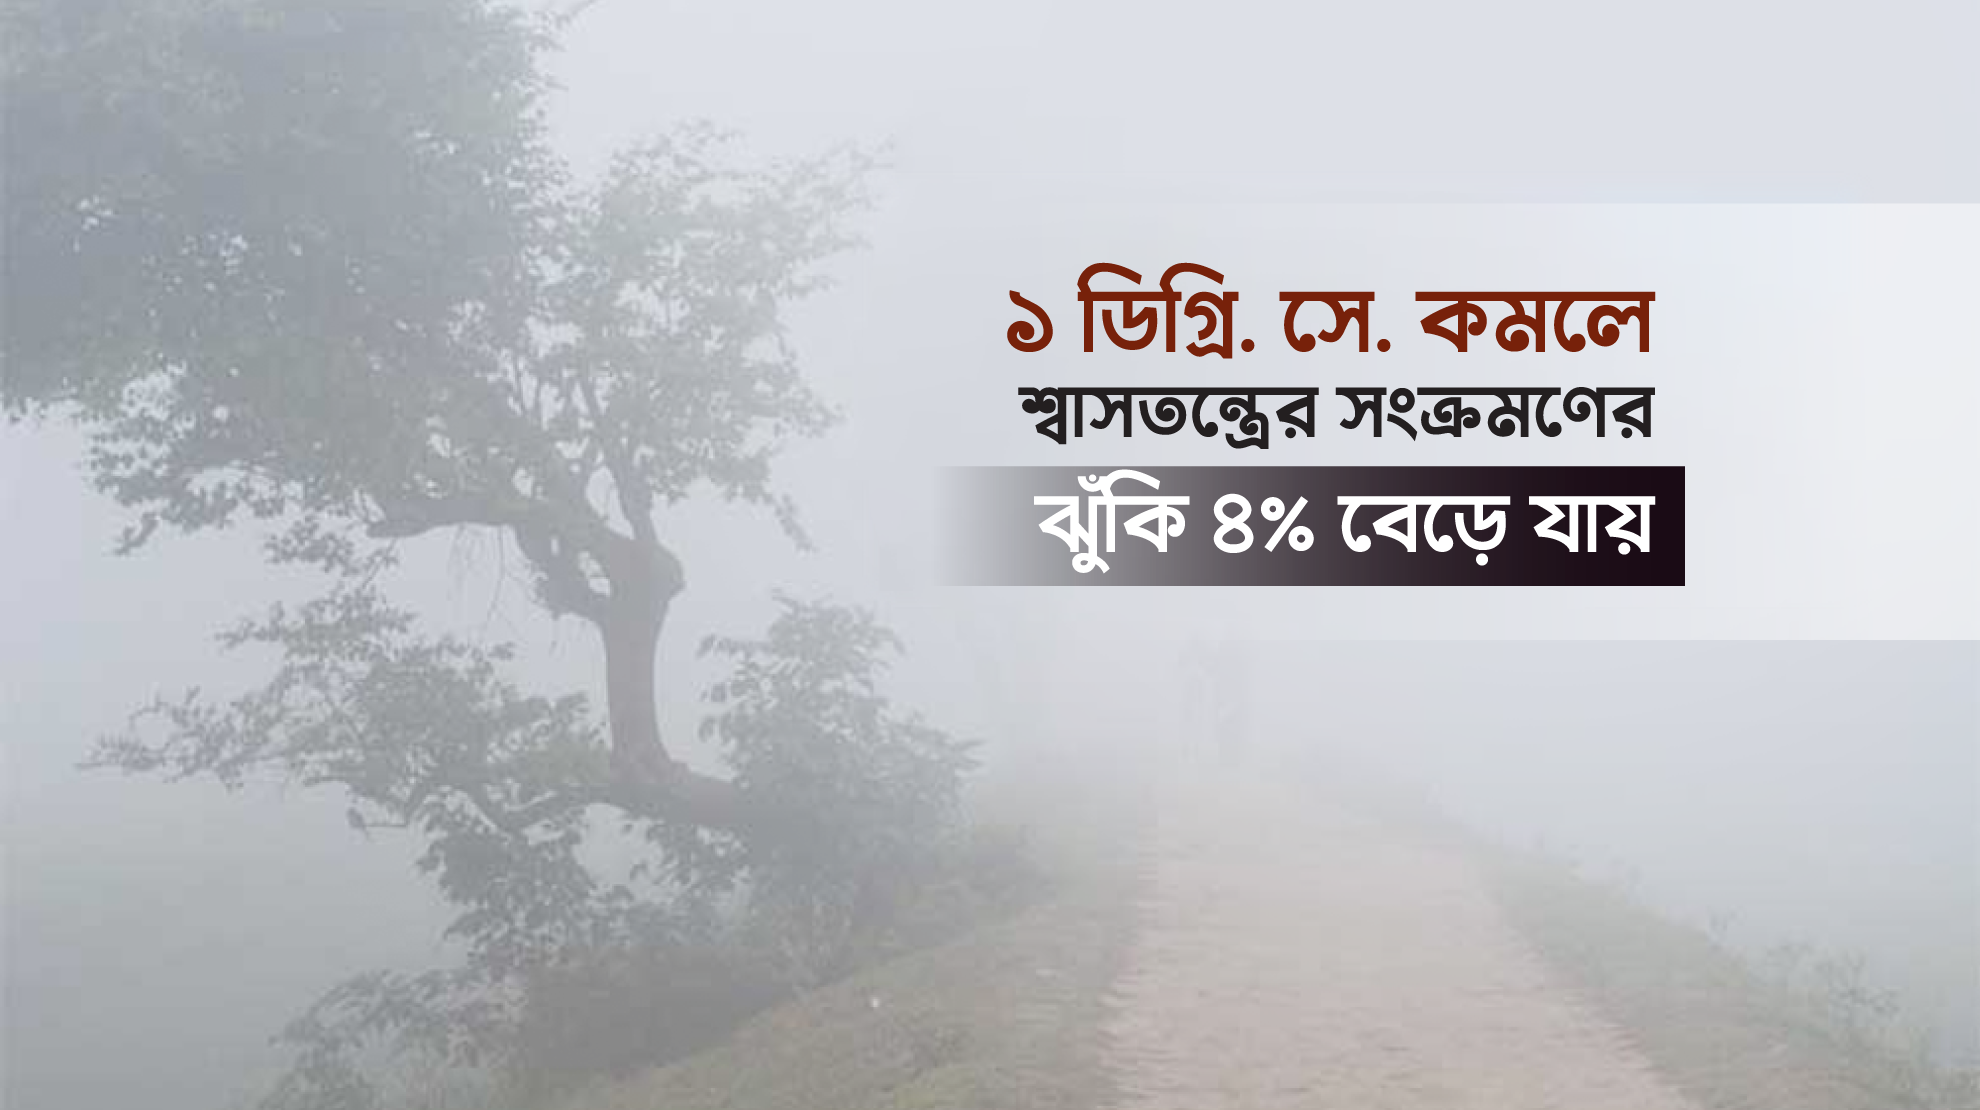 ১ ডিগ্রি. সে. কমলে
শ্বাসতন্ত্রের সংক্রমণের
ঝুঁকি ৪% বেড়ে যায়